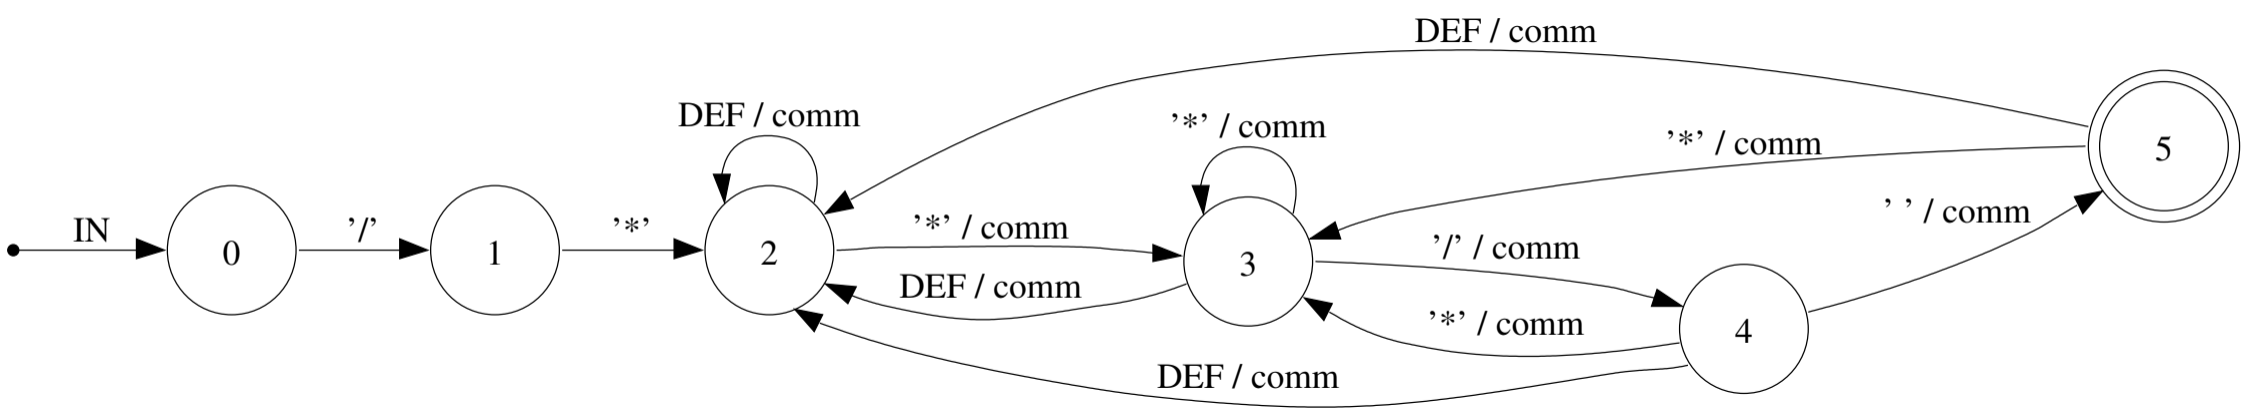 DEF / comm
DEF / comm
'*' / comm
'*' / comm
5
IN
'/'
'*'
'*' / comm
' ' / comm
0
1
2
3
'/' / comm
DEF / comm
'*' / comm
4
DEF / comm